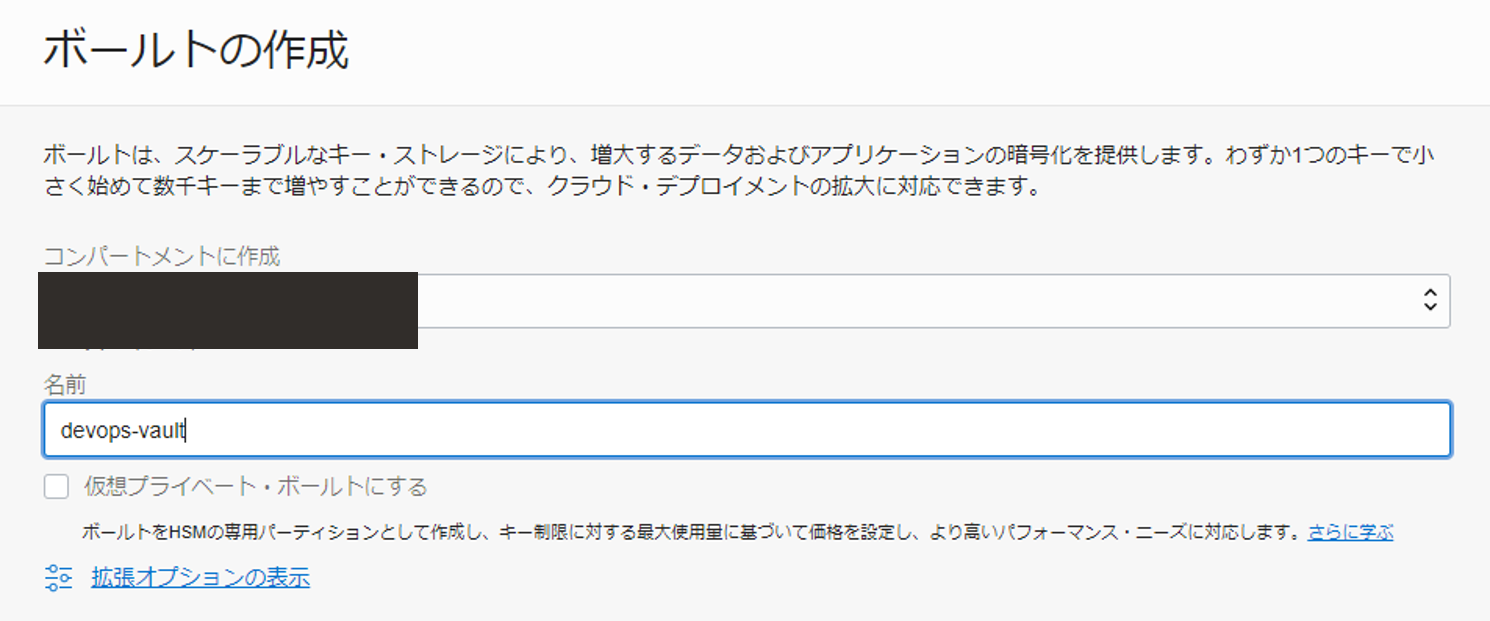 ボールトの作成
ボールトは、スケーラブルなキー・ストレージにより、増大するデータおよびアプリケーションの暗号化を提供します。わずか1つのキーで小
さく始めて数千キーまで増やすことができるので、クラウド・デプロイメントの拡大に対応できます。
コンパートメントに作成
名前
devops-vault
仮想プライベート・ボールトにする
ボールトをHSMの専用パーティションとして作成し、キー制限に対する最大使用量に基づいて価格を設定し、より高いパフォーマンス・ニーズに対応します。さらに学ぶ
拡張オプションの表示